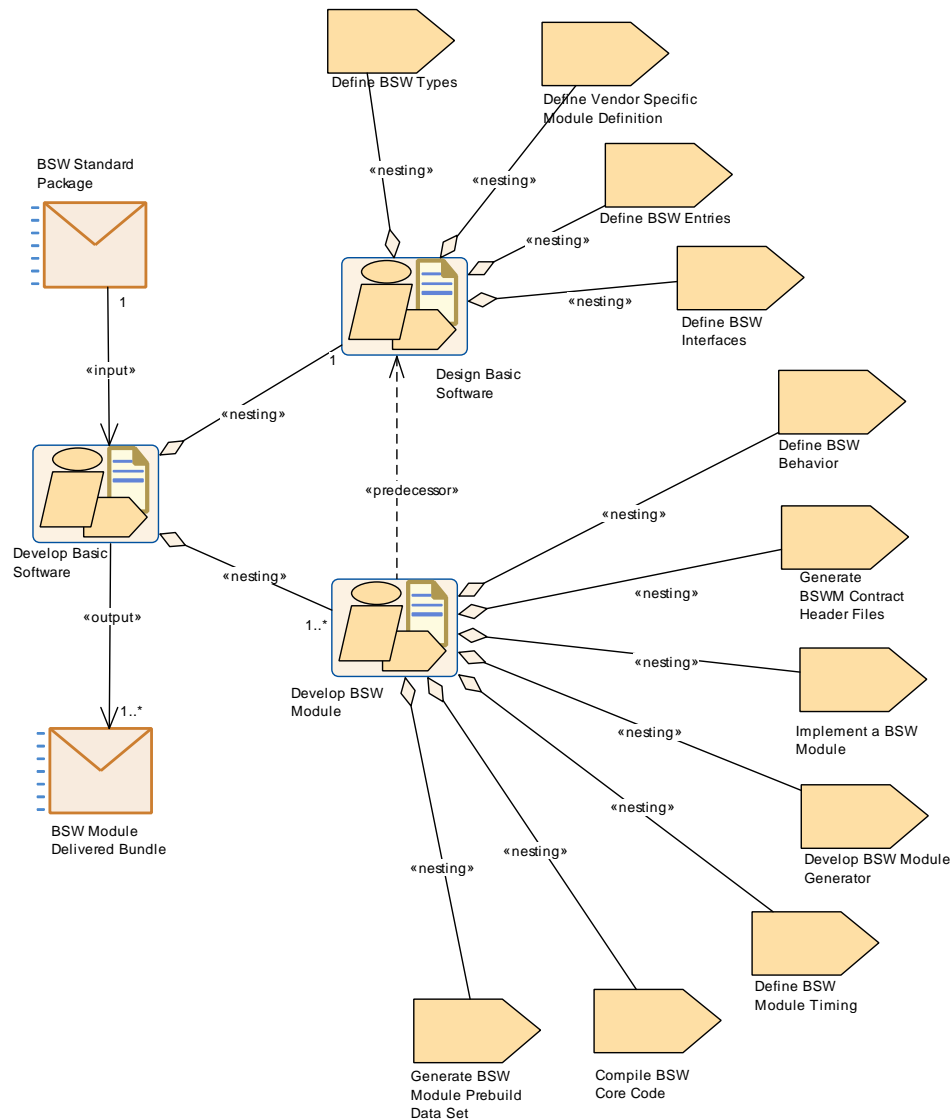 Define BSW Types
Define Vendor Specific
Module Definition
«nesting»
«nesting»
BSW Standard
Package
Define BSW Entries
«nesting»
«nesting»
Define BSW
Interfaces
1
1
Design Basic
Software
«input»
«nesting»
Define BSW
Behavior
«predecessor»
«nesting»
Develop Basic
Software
«nesting»
Generate
BSWM Contract
Header Files
«nesting»
«output»
1..*
«nesting»
Develop BSW
Module
Implement a BSW
Module
1..*
«nesting»
BSW Module
Delivered Bundle
«nesting»
«nesting»
«nesting»
Develop BSW Module
Generator
Define BSW
Module Timing
Generate BSW
Module Prebuild
Data Set
Compile BSW
Core Code